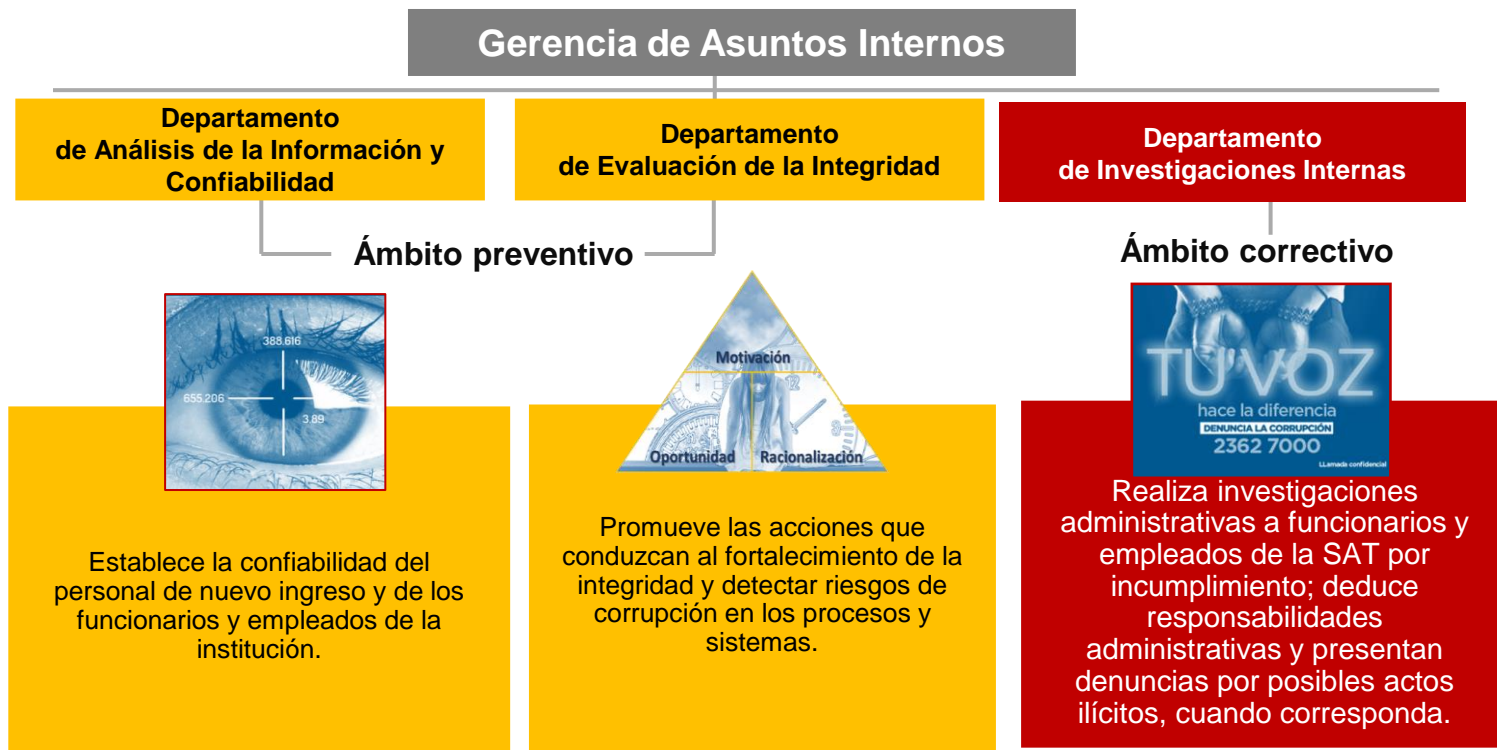 Gerencia de Asuntos Internos
Departamento
de Análisis de la Información y
Confiabilidad
Departamento
de Evaluación de la Integridad
Departamento
de Investigaciones Internas
Ámbito preventivo
Ámbito correctivo
388.616
655.206
3.89
Motivación
Oportunidad
Racionalización
12
TU VOZ
hace la diferencia
DENUNCIA LA CORRUPCIÓN
2362 7000
LLamada confidencial
Establece la confiabilidad del
personal de nuevo ingreso y de los
funcionarios y empleados de la
institución.
Promueve las acciones que
conduzcan al fortalecimiento de la
integridad y detectar riesgos de
corrupción en los procesos y
sistemas.
Realiza investigaciones
administrativas a funcionarios y
empleados de la SAT por
incumplimiento; deduce
responsabilidades
administrativas y presentan
denuncias por posibles actos
ilícitos, cuando corresponda.